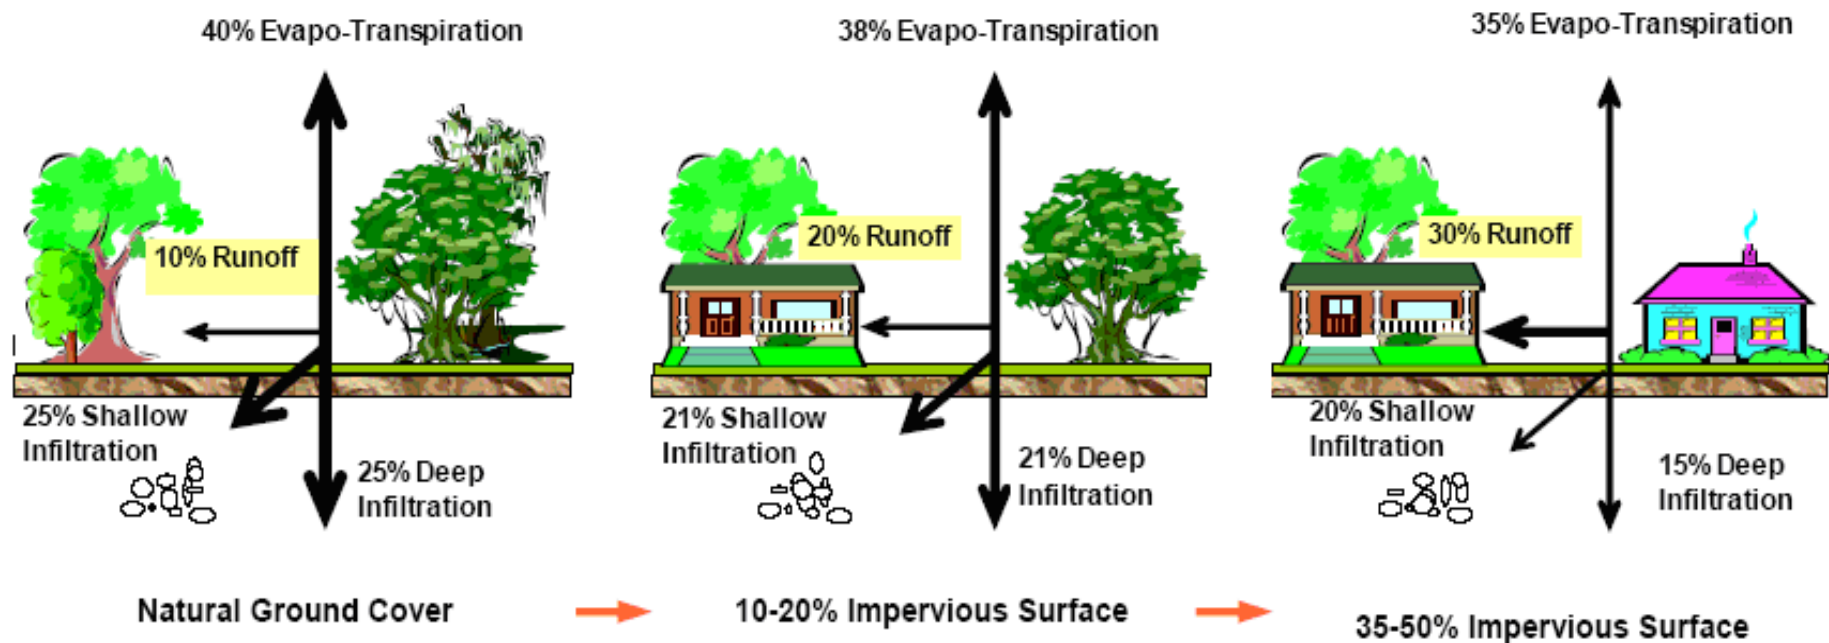 40% Evapo-Transpiration
10% Runoff
25% Shallow
Infiltration
25% Deep
Infiltration
Natural Ground Cover
38% Evapo-Transpiration
20% Runoff
21% Shallow
Infiltration
21% Deep
Infiltration
10-20% Impervious Surface
35% Evapo-Transpiration
30% Runoff
20% Shallow
Infiltration
15% Deep
Infiltration
35-50% Impervious Surface